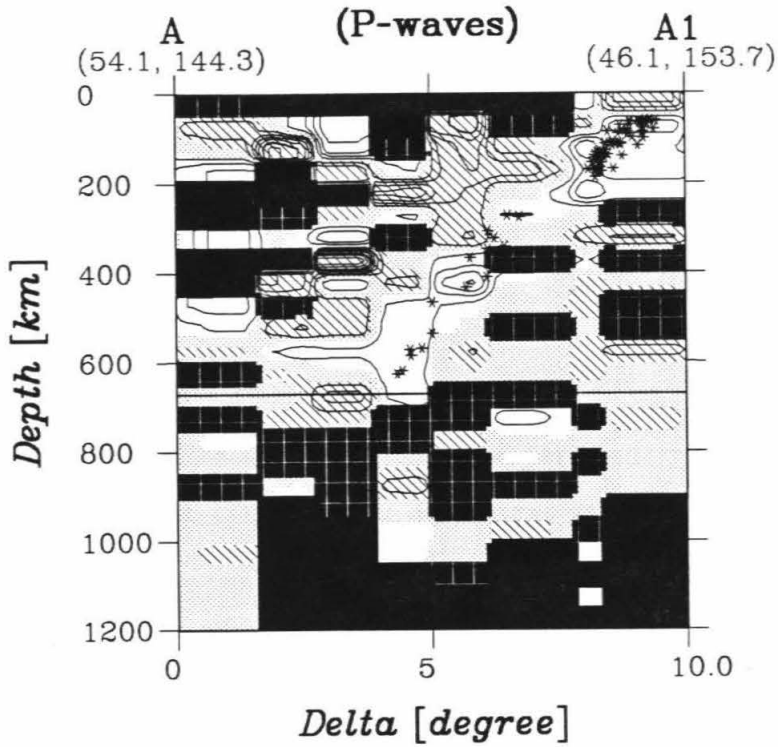 A (P-waves) A1
(54.1, 144.3) (46.1, 153.7)
0
200
400
600
800
1000
1200
Depth [km]
0 5 10.0
Delta [degree]